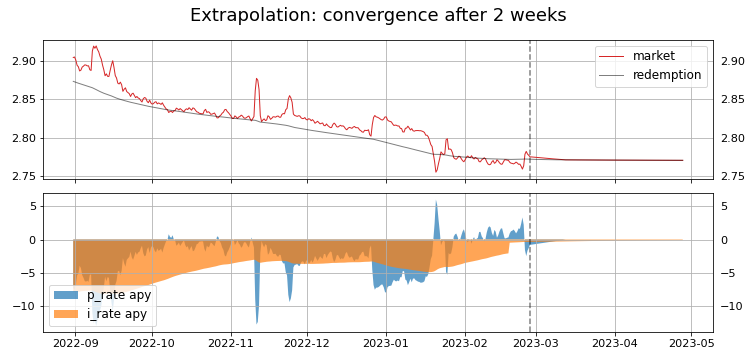 Extrapolation: convergence after 2 weeks
2.90
2.85
2.80
2.75
market
redemption
2.90
2.85
2.80
2.75
5
0
−5
−10
p_rate apy
i_rate apy
5
0
−5
−10
2022-09 2022-10 2022-11 2022-12 2023-01 2023-02 2023-03 2023-04 2023-05